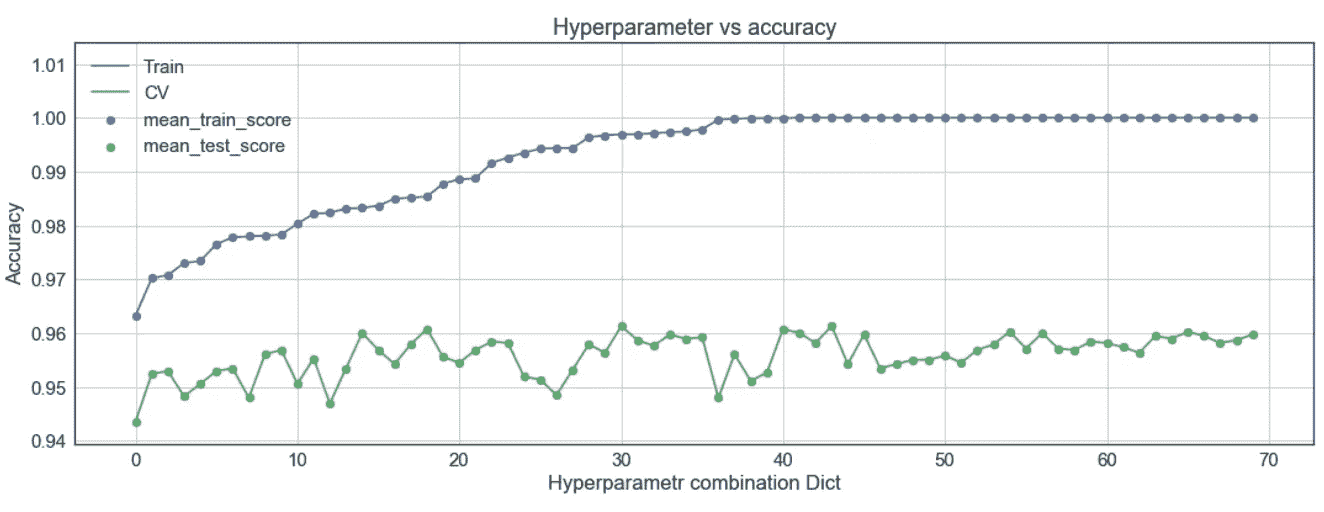 Hyperparameter vs accuracy
1.01
1.00
0.99
0.98
0.97
0.96
0.95
0.94
Accuracy
Train
CV
mean_train_score
mean_test_score
0 10 20 30 40 50 60 70
Hyperparametr combination Dict